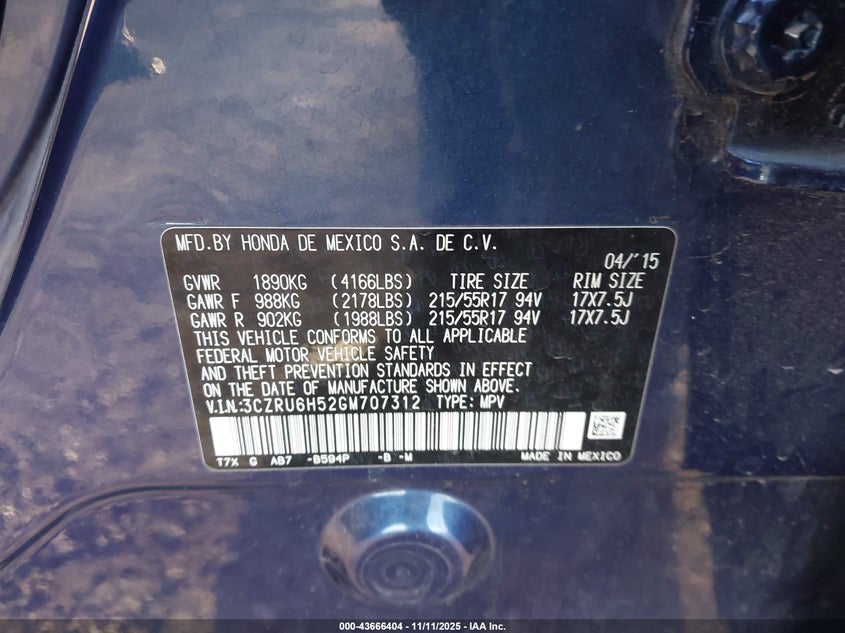 MFD.BY HONDA DE MEXICO S.A. DE C.V.
04/'15
GVWR 1890KG (4166LBS) TIRE SIZE RIM SIZE
GAWR F 988KG (2178LBS) 215/55R17 94V 17X7.5J
GAWR R 902KG (1988LBS) 215/55R17 94V 17X7.5J
THIS VEHICLE CONFORMS TO ALL APPLICABLE
FEDERAL MOTOR VEHICLE SAFETY
AND THEFT PREVENTION STANDARDS IN EFFECT
ON THE DATE OF MANUFACTURE SHOWN ABOVE.
V.I.N:3CZRU6H52GM707312 TYPE: MPV
T7X G AB7 -B594P -B -M MADE IN MEXICO
000-43666404 - 11/11/2025 - IAA Inc.